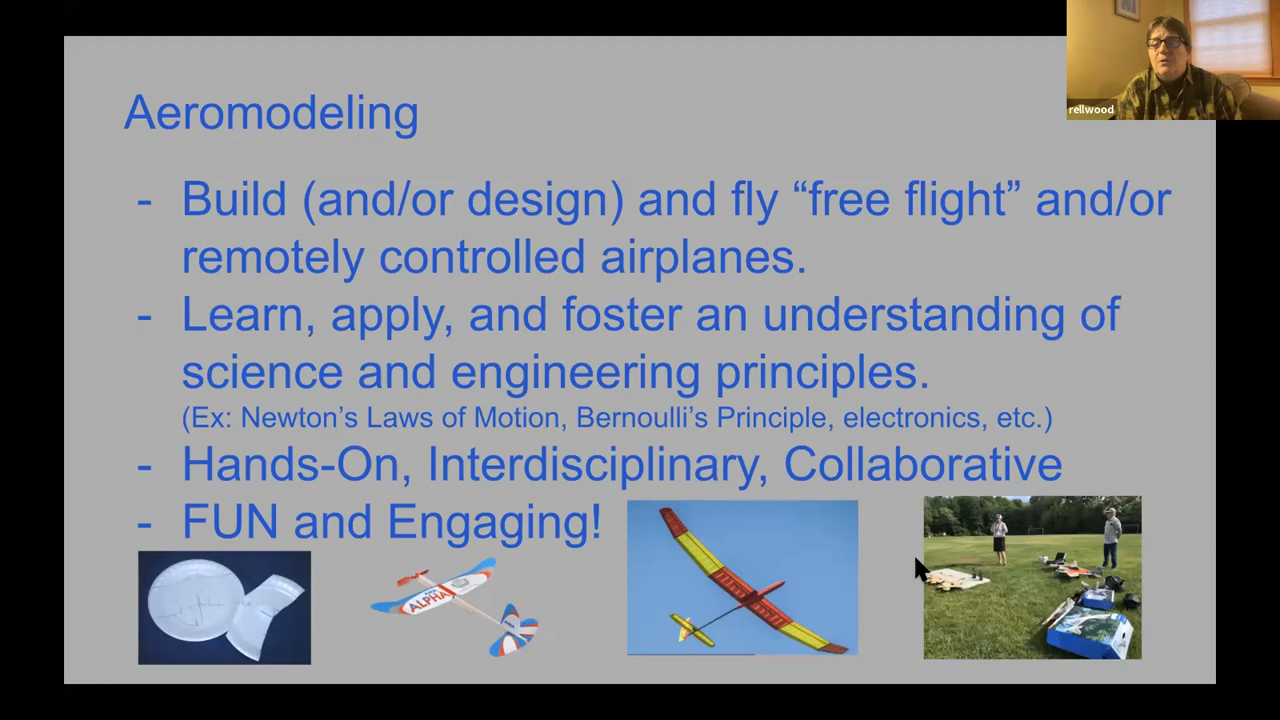 rellwood
Aeromodeling
- Build (and/or design) and fly “free flight” and/or
remotely controlled airplanes.
- Learn, apply, and foster an understanding of
science and engineering principles.
(Ex: Newton’s Laws of Motion, Bernoulli’s Principle, electronics, etc.)
- Hands-On, Interdisciplinary, Collaborative
- FUN and Engaging!
ALPHA